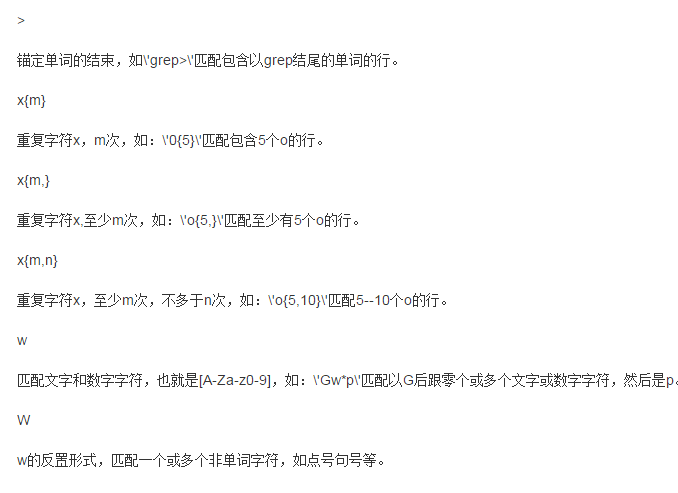 >
锚定单词的结束，如\'grep>\'匹配包含以grep结尾的单词的行。
x{m}
重复字符x，m次，如：\'0{5}\'匹配包含5个o的行。
x{m,}
重复字符x,至少m次，如：\'o{5,}\'匹配至少有5个o的行。
x{m,n}
重复字符x，至少m次，不多于n次，如：\'o{5,10}\'匹配5--10个o的行。
w
匹配文字和数字字符，也就是[A-Za-z0-9]，如：\'Gw*p\'匹配以G后跟零个或多个文字或数字字符，然后是p。
W
w的反置形式，匹配一个或多个非单词字符，如点号句号等。